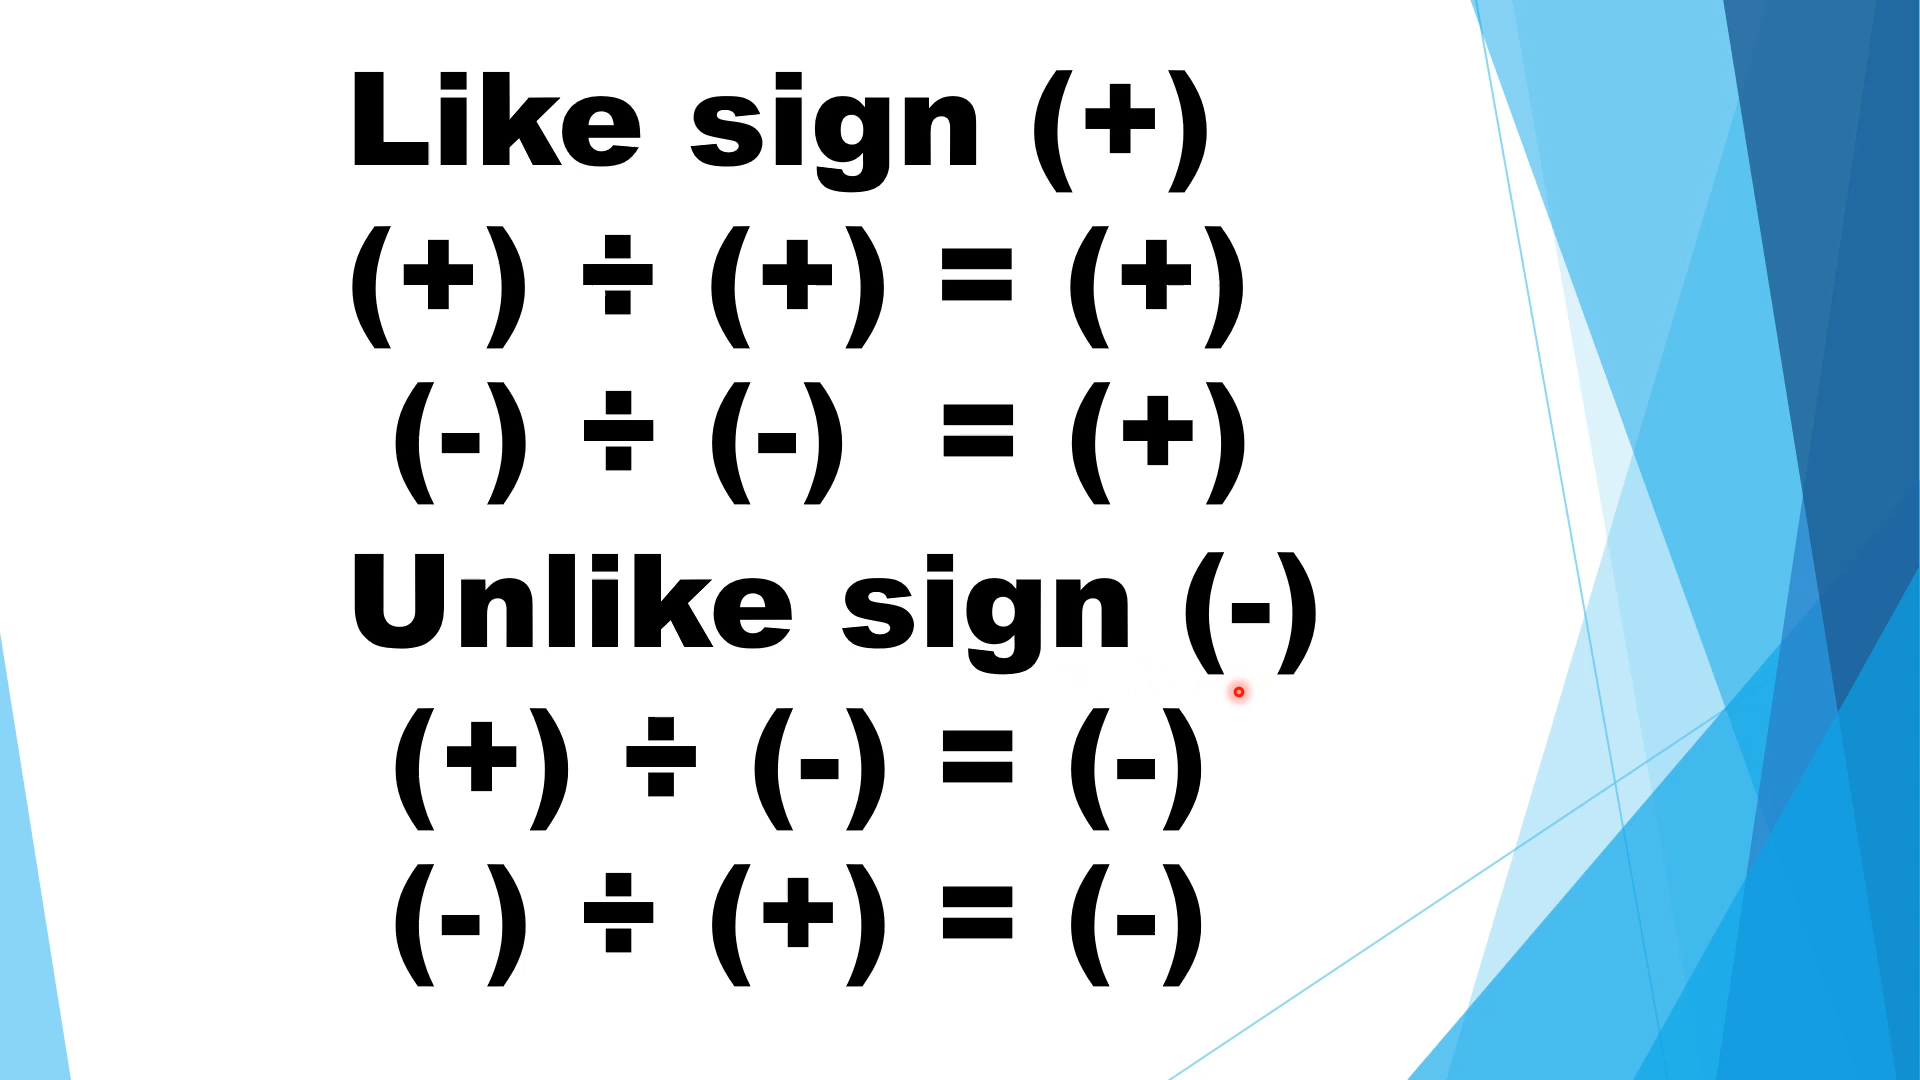 Like sign (+)
(+) ÷ (+) = (+)
(-) ÷ (-) = (+)
Unlike sign (-)
(+) ÷ (-) = (-)
(-) ÷ (+) = (-)